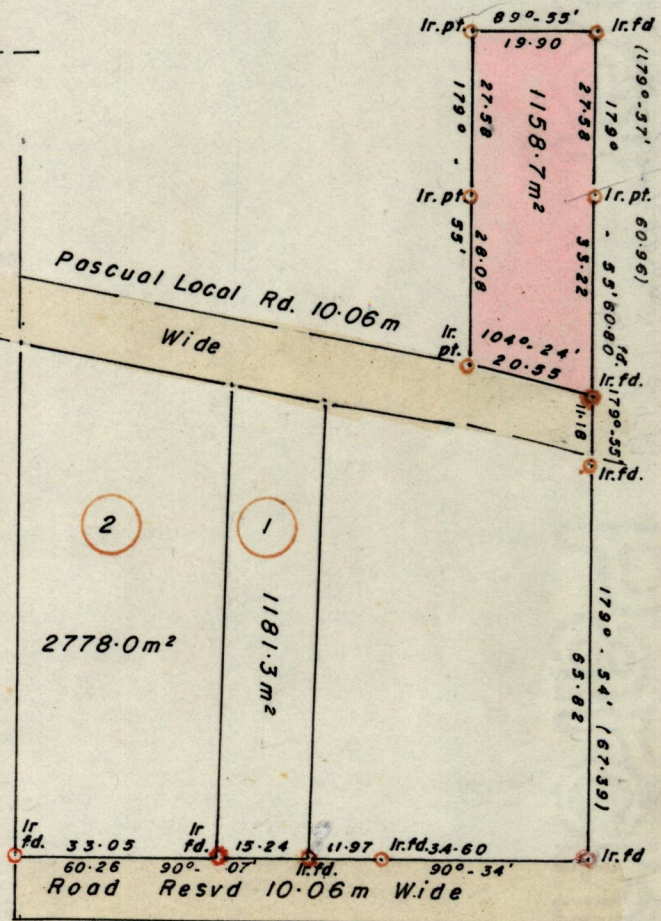 89°-55'
Ir. pt.
Ir. fd
19.90
(179°-57' 60.96)
27.58
27.58
179° - 55'
179° - 55' 60.80
1158.7m²
Ir. pt.
Ir. pt.
28.08
33.22
Pascual Local Rd. 10.06m
Wide
Ir. pt.
104°-24'
20.55
fd.
Ir. fd.
11.18
179°-55'
Ir. fd.
2
1
2778.0m²
1181.3m²
179°-54' (67.39)
65.82
Ir fd.
33.05
Ir fd.
15.24
11.97
Ir. fd.
34.60
Ir. fd
60.26
90°-07'
Ir. fd.
90°-34'
Road Resvd 10.06m Wide